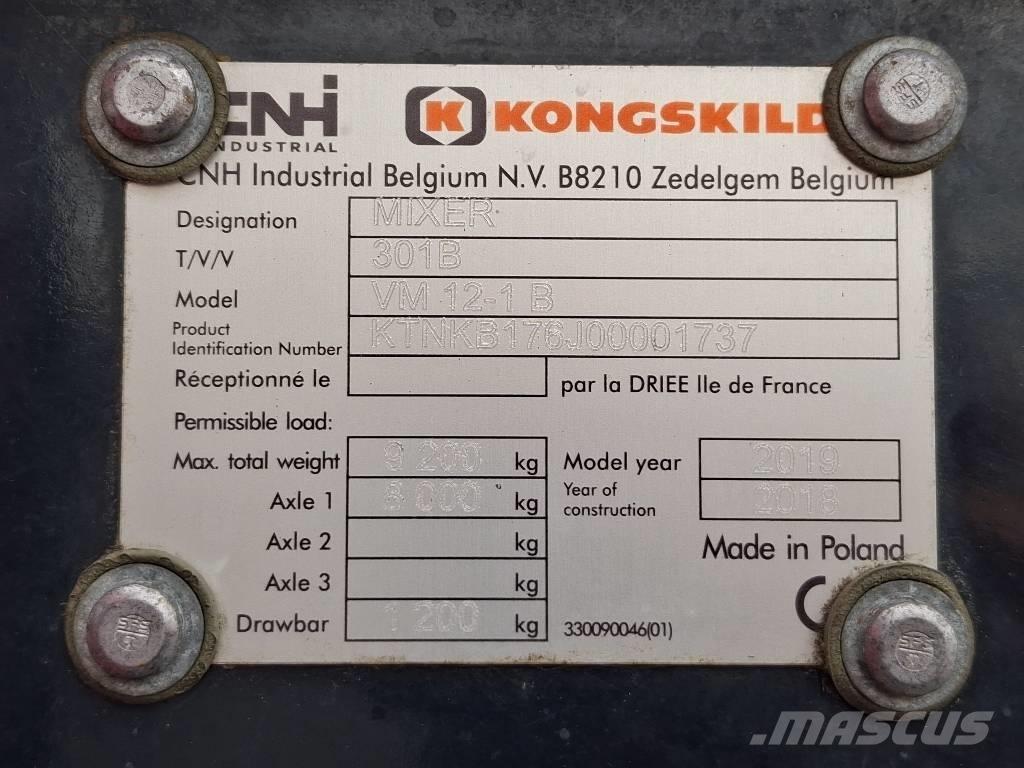 CNH
INDUSTRIAL
K KONGSKILD
CNH Industrial Belgium N.V. B8210 Zedelgem Belgium
Designation MIXER
T/V/V 301B
Model VM 12-1 B
Product
Identification Number KTNKB176J00001737
Réceptionné le par la DRIEE Ile de France
Permissible load:
Max. total weight 9 200 kg Model year 2019
Axle 1 8 000 kg Year of construction 2018
Axle 2 kg
Axle 3 kg
Made in Poland
Drawbar 1 200 kg 330090046(01)
MASCUS